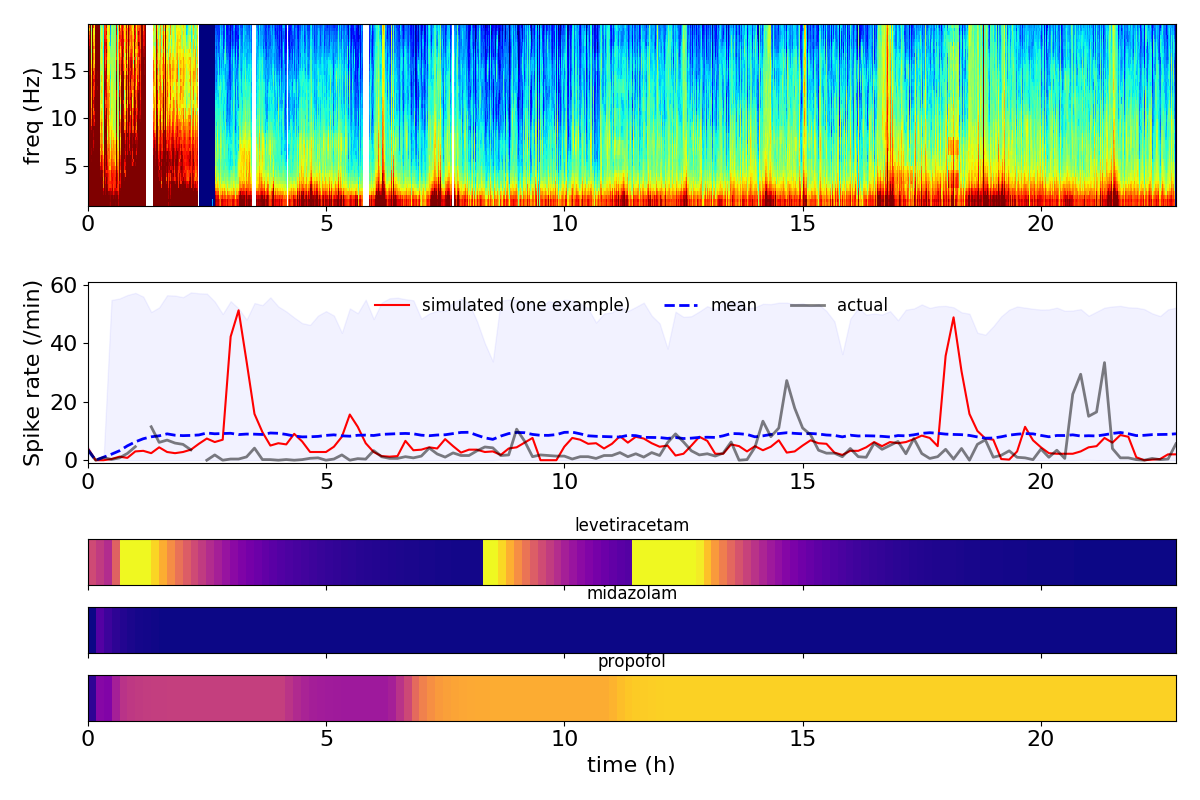 freq (Hz)
15
10
5
0 5 10 15 20
Spike rate (/min)
60
40
20
0
simulated (one example) mean actual
0 5 10 15 20
levetiracetam
midazolam
propofol
0 5 10 15 20
time (h)